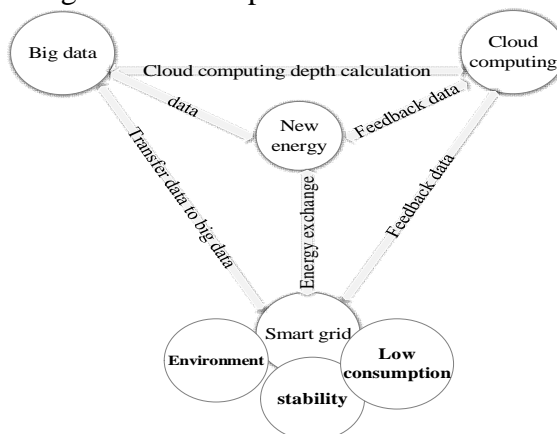 Big data
Cloud
computing
Cloud computing depth calculation
data
New
energy
Feedback data
Transfer data to big data
Energy exchange
Feedback data
Smart grid
Environment
Low
consumption
stability